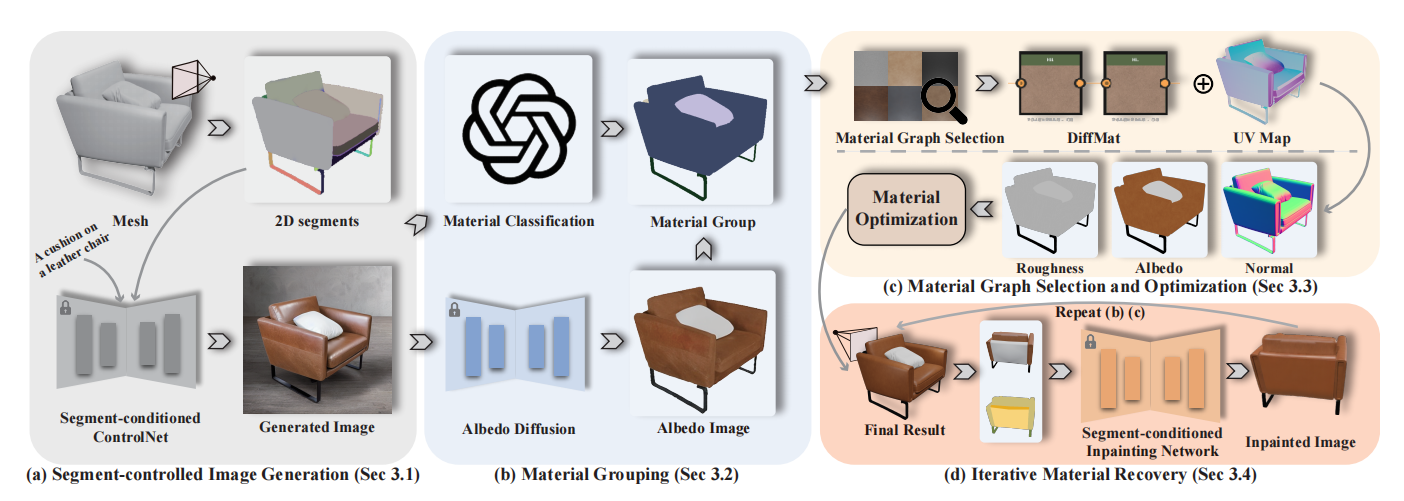 Mesh
2D segments
A cushion on
a leather chair
Segment-conditioned
ControlNet
Generated Image
(a) Segment-controlled Image Generation (Sec 3.1)
Material Classification
Material Group
Albedo Diffusion
Albedo Image
(b) Material Grouping (Sec 3.2)
Material Graph Selection
DiffMat
UV Map
Material
Optimization
Roughness
Albedo
Normal
(c) Material Graph Selection and Optimization (Sec 3.3)
Repeat (b) (c)
Final Result
Segment-conditioned
Inpainting Network
Inpainted Image
(d) Iterative Material Recovery (Sec 3.4)